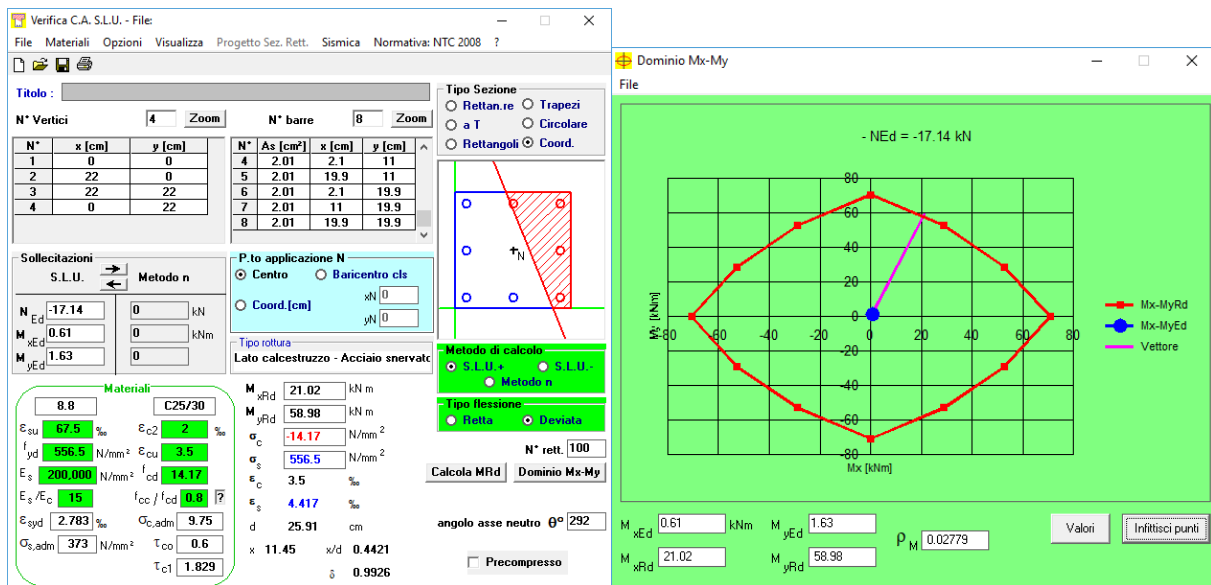 Verifica C.A. S.L.U. - File:
File Materiali Opzioni Visualizza Progetto Sez. Rett. Sismica Normativa: NTC 2008 ?
Titolo :
N° Vertici 4 Zoom N° barre 8 Zoom
N° x [cm] y [cm]
1 0 0
2 22 0
3 22 22
4 0 22
N° As [cm²] x [cm] y [cm]
4 2.01 2.1 11
5 2.01 19.9 11
6 2.01 2.1 19.9
7 2.01 11 19.9
8 2.01 19.9 19.9
Tipo Sezione
Rettan.re Trapezi
a T Circolare
Rettangoli Coord.
N
Sollecitazioni
S.L.U. Metodo n
N Ed -17.14 0 kN
M xEd 0.61 0 kNm
M yEd 1.63 0
P.to applicazione N
Centro Baricentro cls
Coord.[cm] xN 0
yN 0
Tipo rottura
Lato calcestruzzo - Acciaio snervato
Metodo di calcolo
S.L.U.+ S.L.U.-
Metodo n
Tipo flessione
Retta Deviata
N° rett. 100
Calcola MRd Dominio Mx-My
angolo asse neutro θ° 292
Precompresso
Materiali
8.8 C25/30
εsu 67.5 ‰ εc2 2 ‰
fyd 556.5 N/mm² εcu 3.5
Es 200,000 N/mm² fcd 14.17
Es /Ec 15 fcc / fcd 0.8 ?
εsyd 2.783 ‰ σc,adm 9.75
σs,adm 373 N/mm² τco 0.6
τc1 1.829
M xRd 21.02 kN m
M yRd 58.98 kN m
σc -14.17 N/mm²
σs 556.5 N/mm²
εc 3.5 ‰
εs 4.417 ‰
d 25.91 cm
x 11.45 x/d 0.4421
δ 0.9926
Dominio Mx-My
File
- NEd = -17.14 kN
80
60
40
20
0
-20
-40
-60
-80
-80 -60 -40 -20 0 20 40 60 80
Mx [kNm]
Mx-MyRd
Mx-MyEd
Vettore
M xEd 0.61 kNm M yEd 1.63
M xRd 21.02 M yRd 58.98
ρM 0.02779
Valori Infittisci punti